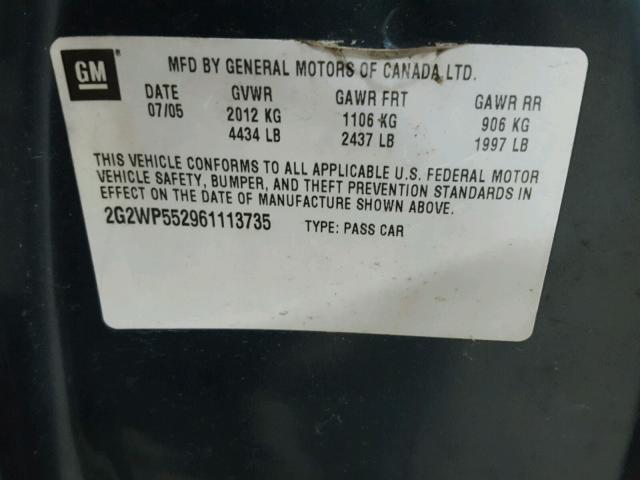 GM
MFD BY GENERAL MOTORS OF CANADA LTD.
DATE GVWR GAWR FRT GAWR RR
07/05 2012 KG 1106 KG 906 KG
4434 LB 2437 LB 1997 LB
THIS VEHICLE CONFORMS TO ALL APPLICABLE U.S. FEDERAL MOTOR
VEHICLE SAFETY, BUMPER, AND THEFT PREVENTION STANDARDS IN
EFFECT ON THE DATE OF MANUFACTURE SHOWN ABOVE.
2G2WP552961113735 TYPE: PASS CAR